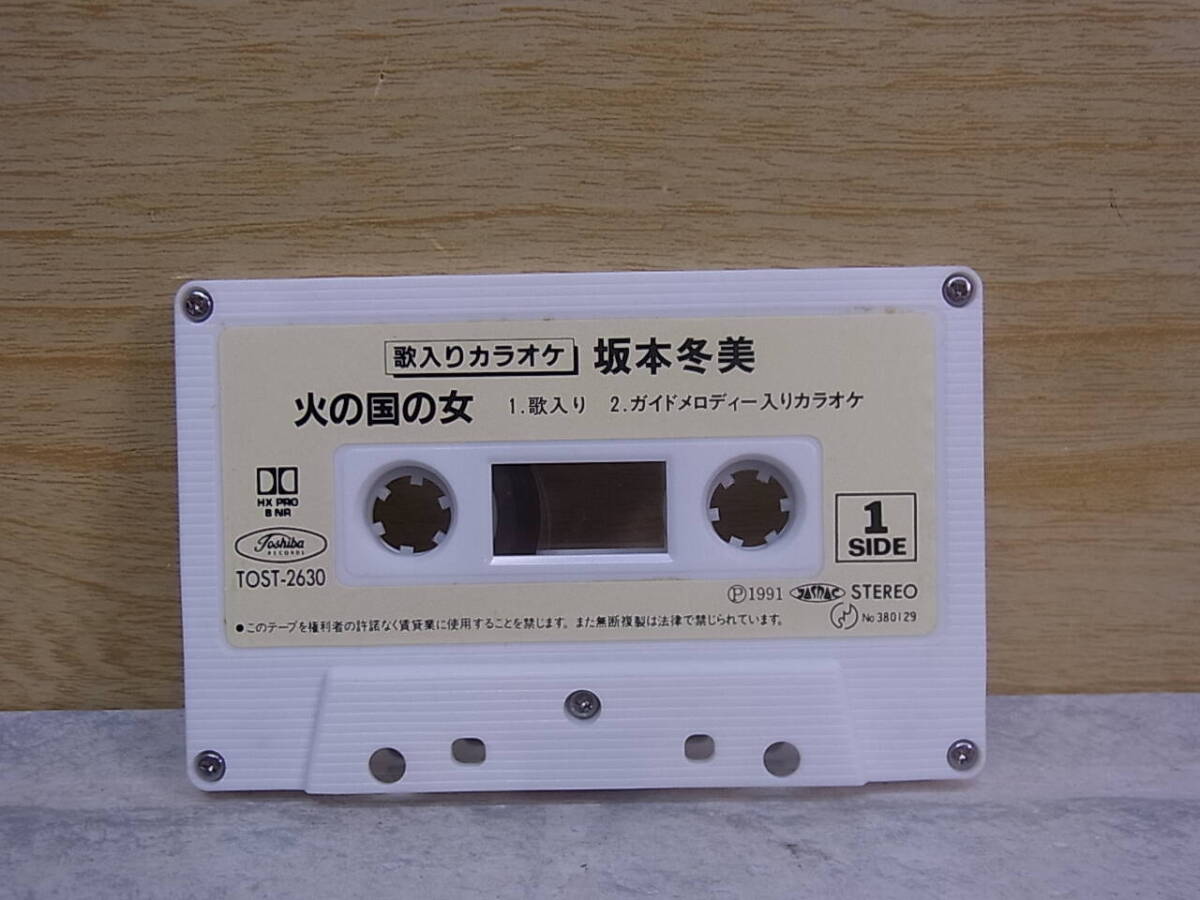 歌入りカラオケ 坂本冬美
火の国の女 1.歌入り 2.ガイドメロディー入りカラオケ
HX PRO
B NR
Toshiba
RECORDS
TOST-2630
1
SIDE
Ⓟ1991 JASRAC STEREO
No380129
●このテープを権利者の許諾なく賃貸業に使用することを禁じます。また無断複製は法律で禁じられています。